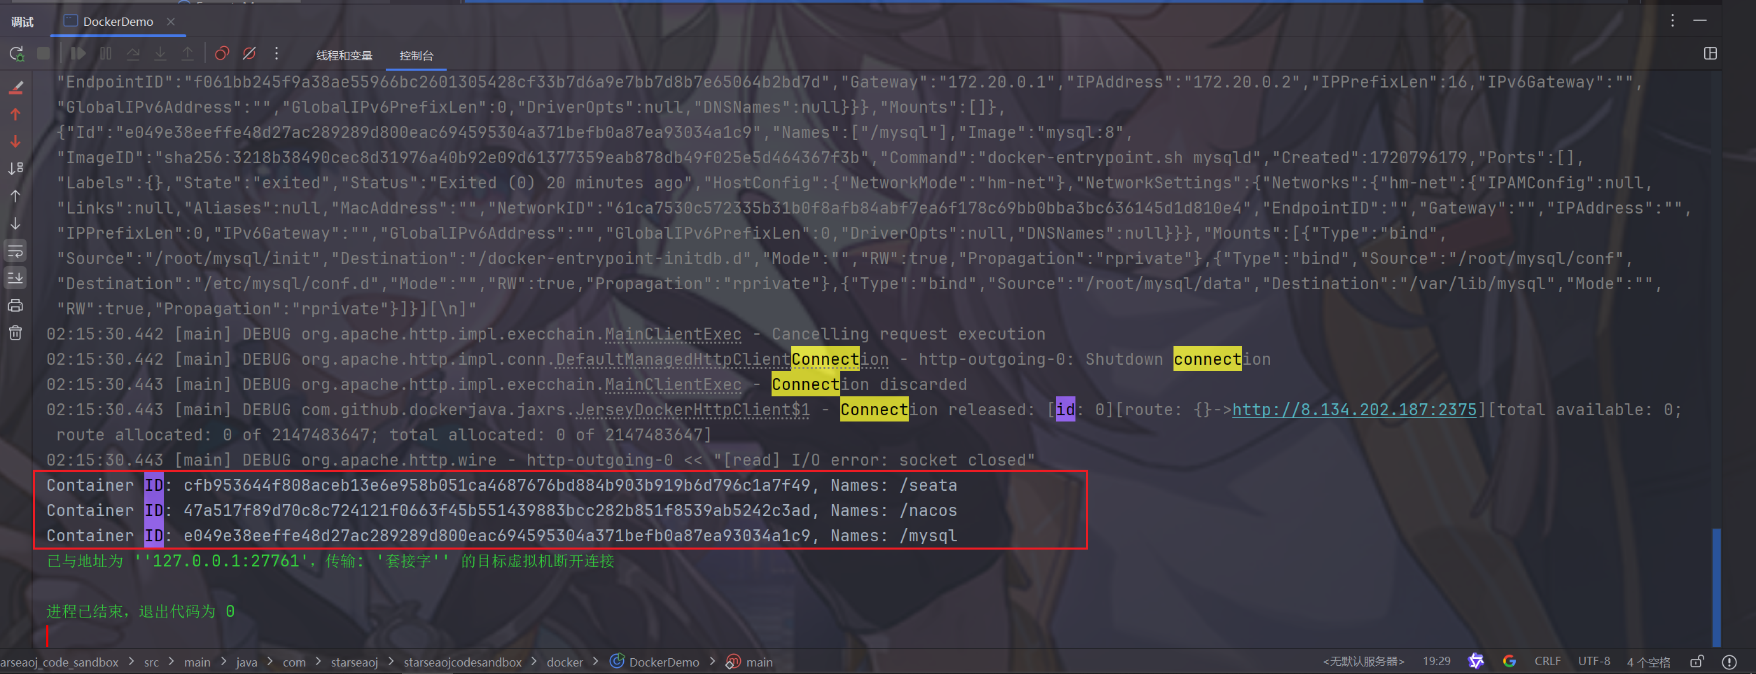 调试 DockerDemo
线程和变量 控制台
"EndpointID":"f061bb245f9a38ae55966bc2601305428cf33b7d6a9e7bb7d8b7e65064b2bd7d","Gateway":"172.20.0.1","IPAddress":"172.20.0.2","IPPrefixLen":16,"IPv6Gateway":"",
"GlobalIPv6Address":"","GlobalIPv6PrefixLen":0,"DriverOpts":null,"DNSNames":null}}},"Mounts":[]},
{"Id":"e049e38eeffe48d27ac289289d800eac694595304a371befb0a87ea93034a1c9","Names":["/mysql"],"Image":"mysql:8",
"ImageID":"sha256:3218b38490cec8d31976a40b92e09d61377359eab878db49f025e5d464367f3b","Command":"docker-entrypoint.sh mysqld","Created":1720796179,"Ports":[],
"Labels":{},"State":"exited","Status":"Exited (0) 20 minutes ago","HostConfig":{"NetworkMode":"hm-net"},"NetworkSettings":{"Networks":{"hm-net":{"IPAMConfig":null,
"Links":null,"Aliases":null,"MacAddress":"","NetworkID":"61ca7530c572335b31b0f8afb84abf7ea6f178c69bb0bba3bc636145d1d810e4","EndpointID":"","Gateway":"","IPAddress":"",
"IPPrefixLen":0,"IPv6Gateway":"","GlobalIPv6Address":"","GlobalIPv6PrefixLen":0,"DriverOpts":null,"DNSNames":null}}},"Mounts":[{"Type":"bind",
"Source":"/root/mysql/init","Destination":"/docker-entrypoint-initdb.d","Mode":"","RW":true,"Propagation":"rprivate"},{"Type":"bind","Source":"/root/mysql/conf",
"Destination":"/etc/mysql/conf.d","Mode":"","RW":true,"Propagation":"rprivate"},{"Type":"bind","Source":"/root/mysql/data","Destination":"/var/lib/mysql","Mode":"",
"RW":true,"Propagation":"rprivate"}]}][\n]"
02:15:30.442 [main] DEBUG org.apache.http.impl.execchain.MainClientExec - Cancelling request execution
02:15:30.442 [main] DEBUG org.apache.http.impl.conn.DefaultManagedHttpClientConnection - http-outgoing-0: Shutdown connection
02:15:30.443 [main] DEBUG org.apache.http.impl.execchain.MainClientExec - Connection discarded
02:15:30.443 [main] DEBUG com.github.dockerjava.jaxrs.JerseyDockerHttpClient$1 - Connection released: [id: 0][route: {}->http://8.134.202.187:2375][total available: 0;
route allocated: 0 of 2147483647; total allocated: 0 of 2147483647]
02:15:30.443 [main] DEBUG org.apache.http.wire - http-outgoing-0 << "[read] I/O error: socket closed"
Container ID: cfb953644f808aceb13e6e958b051ca4687676bd884b903b919b6d796c1a7f49, Names: /seata
Container ID: 47a517f89d70c8c724121f0663f45b551439883bcc282b851f8539ab5242c3ad, Names: /nacos
Container ID: e049e38eeffe48d27ac289289d800eac694595304a371befb0a87ea93034a1c9, Names: /mysql
已与地址为 ''127.0.0.1:27761', 传输: '套接字'' 的目标虚拟机断开连接
进程已结束，退出代码为 0
arseaoj_code_sandbox > src > main > java > com > starseaoj > starseaojcodesandbox > docker > DockerDemo > main <无默认服务器> 19:29 CRLF UTF-8 4 个空格